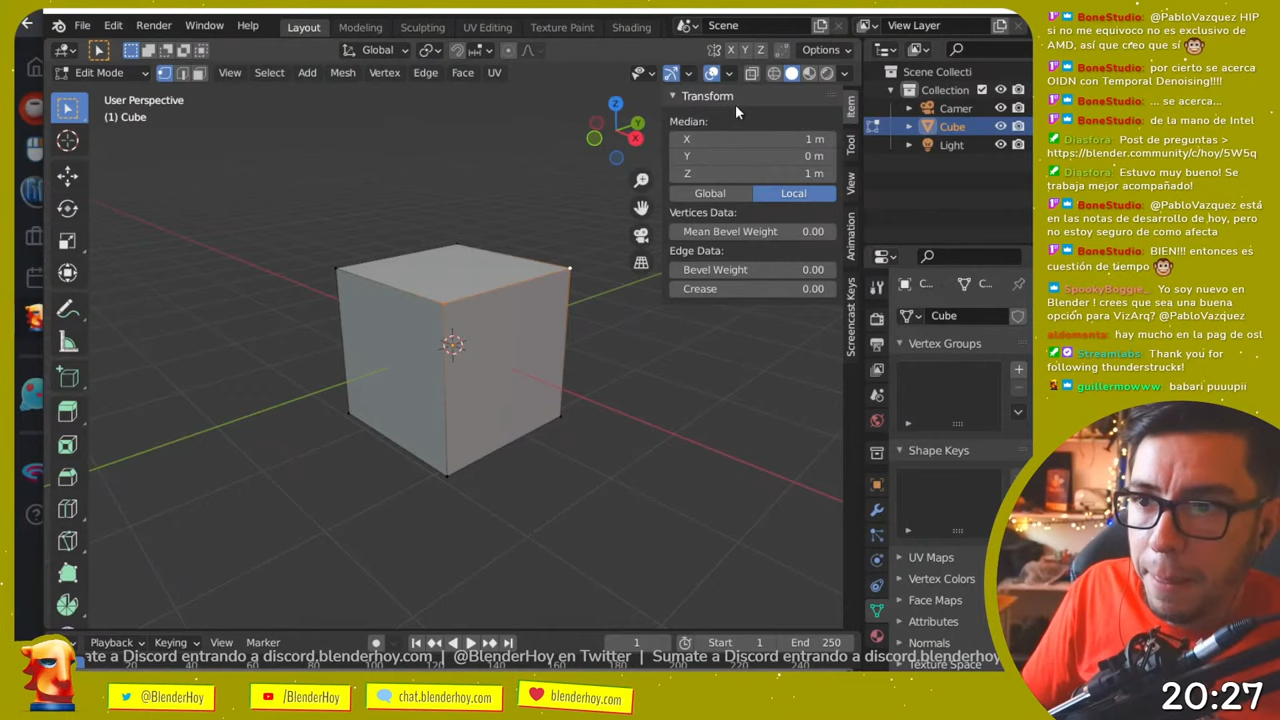 File Edit Render Window Help Layout Modeling Sculpting UV Editing Texture Paint Shading Scene View Layer
Global X Y Z Options
Edit Mode View Select Add Mesh Vertex Edge Face UV
User Perspective
(1) Cube
Z
Y
X
Transform
Median:
X 1 m
Y 0 m
Z 1 m
Global Local
Vertices Data:
Mean Bevel Weight 0.00
Edge Data:
Bevel Weight 0.00
Crease 0.00
Item
Tool
View
Animation
Screencast Keys
Scene Collecti
Collection
Camer
Cube
Light
C... C...
Cube
Vertex Groups
Shape Keys
UV Maps
Vertex Colors
Face Maps
Attributes
Normals
Texture Space
Playback Keying View Marker 1 Start 1 End 250
ate a Discord entrando a discord.blenderhoy.com | @BlenderHoy en Twitter | Sumate a Discord entrando a discord.blenderhoy
@BlenderHoy /BlenderHoy chat.blenderhoy.com blenderhoy.com
BoneStudio: @PabloVazquez HIP
si no me equivoco no es exclusivo de
AMD, así que creo que sí
BoneStudio: por cierto se acerca
OIDN con Temporal Denoising!!!!
BoneStudio: ... se acerca...
BoneStudio: de la mano de Intel
Diasfora: Post de preguntas >
https://blender.community/c/hoy/5W5q
Diasfora: Estuvo muy bueno! Se
trabaja mejor acompañado!
BoneStudio: @PabloVazquez está
en las notas de desarrollo de hoy, pero
no estoy seguro de como afecta
BoneStudio: BIEN!!! entonces es
cuestión de tiempo
SpookyBoggie_: Yo soy nuevo en
Blender ! crees que sea una buena
opción para VizArq? @PabloVazquez
aldomonta: hay mucho en la pag de osl
Streamlabs: Thank you for
following thunderstruckt!
guillermowww: babari puuupii
20:27